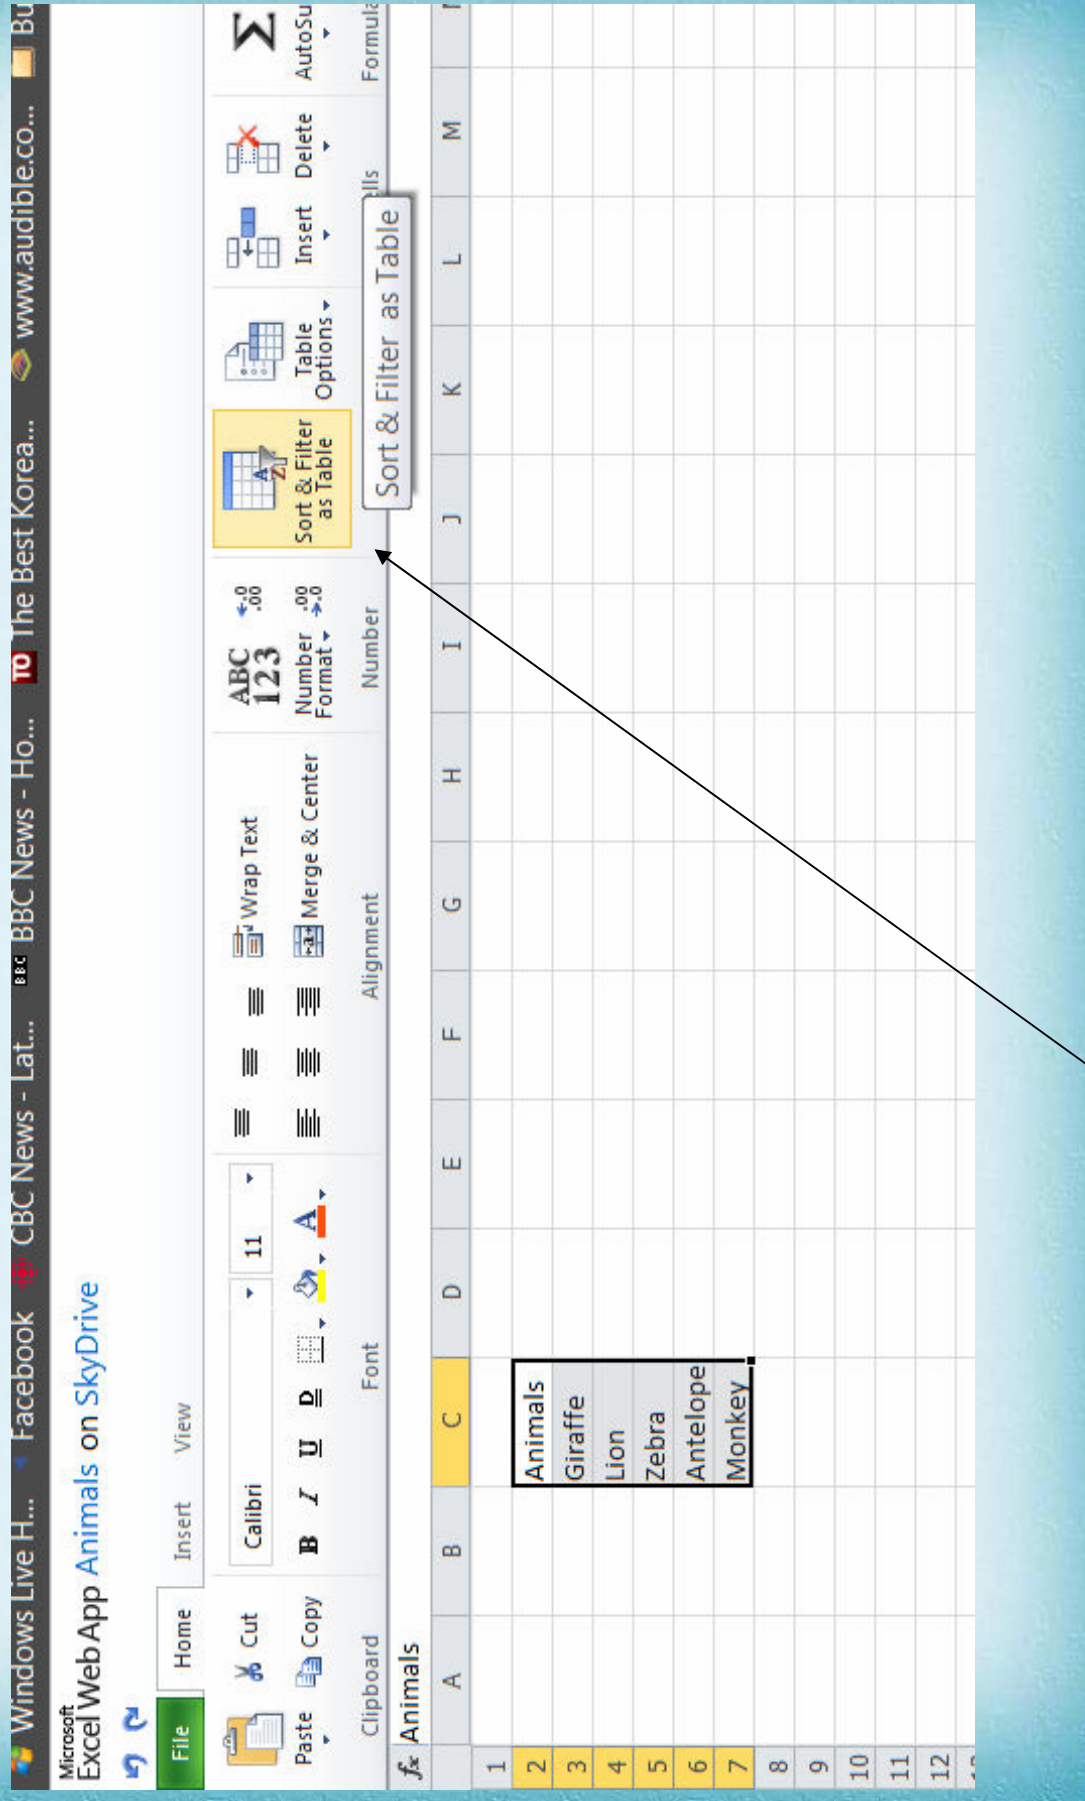 Windows Live H... Facebook CBC News - Lat... BBC BBC News - Ho... TO The Best Korea... www.audible.co... Bu
Microsoft
Excel Web App Animals on SkyDrive
File Home Insert View
Paste
Cut
Copy
Clipboard
Calibri 11
B I U D A
Font
Wrap Text
Merge & Center
Alignment
ABC
123
Number
Format
.0
.00
.00
.0
Number
Sort & Filter
as Table
Table
Options
Insert
Delete
lls
Σ
AutoSu
Formula
Sort & Filter as Table
fx Animals
A B C D E F G H I J K L M
1
2 Animals
3 Giraffe
4 Lion
5 Zebra
6 Antelope
7 Monkey
8
9
10
11
12